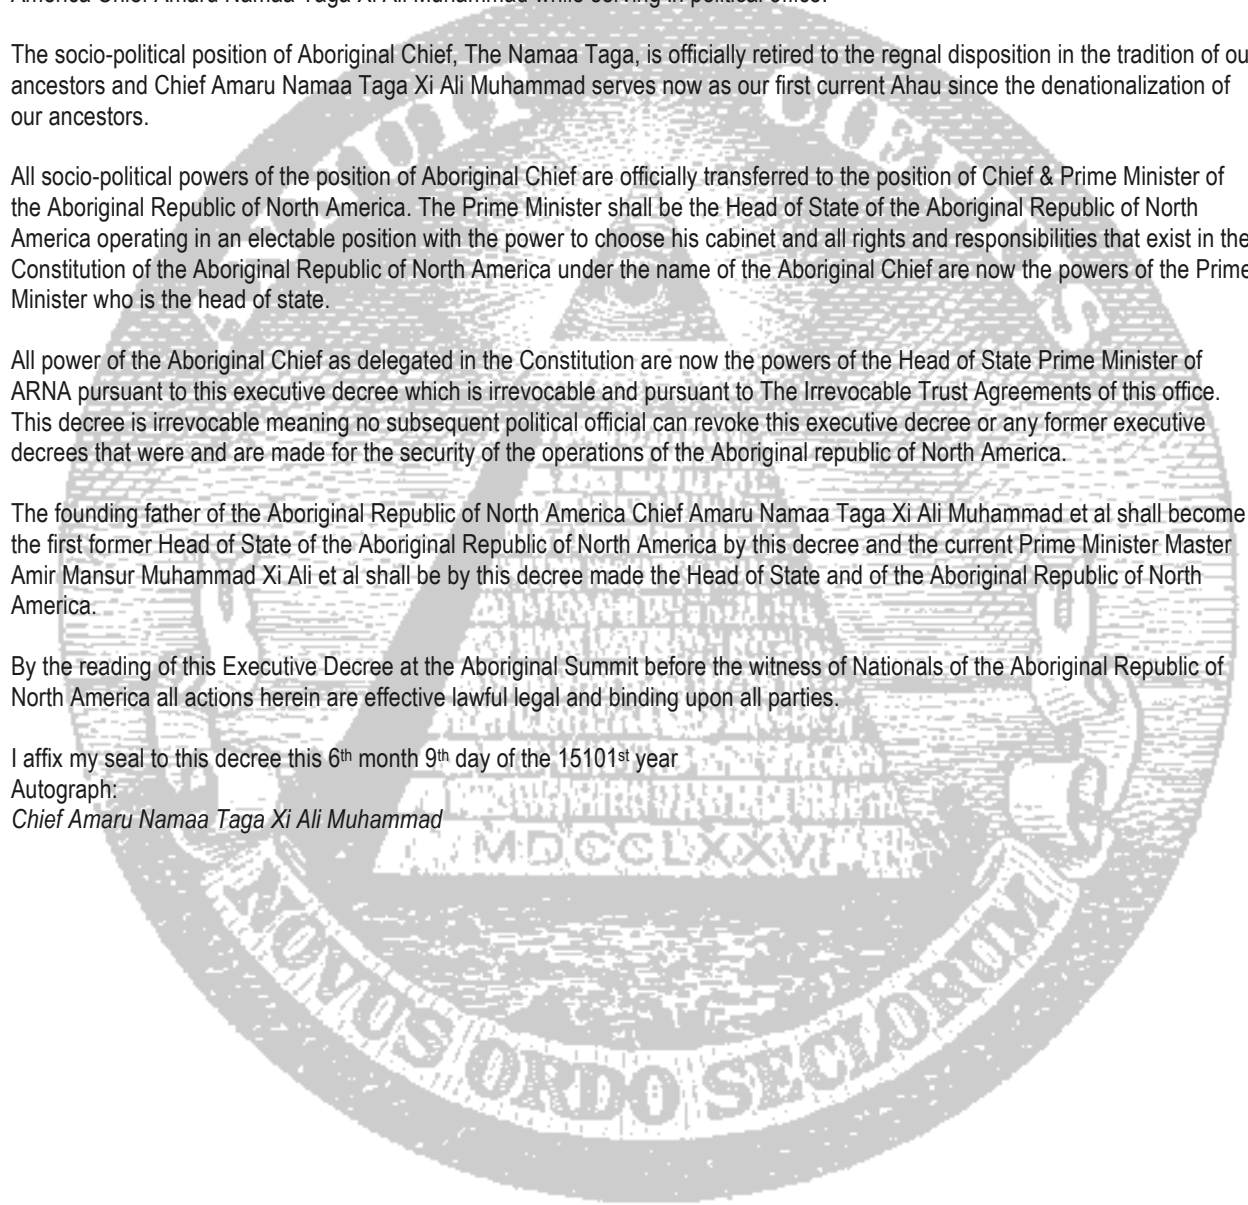 America Chief Amaru Namaa Taga Xi Ali Muhammad while serving in political office.
The socio-political position of Aboriginal Chief, The Namaa Taga, is officially retired to the regnal disposition in the tradition of ou
ancestors and Chief Amaru Namaa Taga Xi Ali Muhammad serves now as our first current Ahau since the denationalization of
our ancestors.
All socio-political powers of the position of Aboriginal Chief are officially transferred to the position of Chief & Prime Minister of
the Aboriginal Republic of North America. The Prime Minister shall be the Head of State of the Aboriginal Republic of North
America operating in an electable position with the power to choose his cabinet and all rights and responsibilities that exist in the
Constitution of the Aboriginal Republic of North America under the name of the Aboriginal Chief are now the powers of the Prime
Minister who is the head of state.
All power of the Aboriginal Chief as delegated in the Constitution are now the powers of the Head of State Prime Minister of
ARNA pursuant to this executive decree which is irrevocable and pursuant to The Irrevocable Trust Agreements of this office.
This decree is irrevocable meaning no subsequent political official can revoke this executive decree or any former executive
decrees that were and are made for the security of the operations of the Aboriginal republic of North America.
The founding father of the Aboriginal Republic of North America Chief Amaru Namaa Taga Xi Ali Muhammad et al shall become
the first former Head of State of the Aboriginal Republic of North America by this decree and the current Prime Minister Master
Amir Mansur Muhammad Xi Ali et al shall be by this decree made the Head of State and of the Aboriginal Republic of North
America.
By the reading of this Executive Decree at the Aboriginal Summit before the witness of Nationals of the Aboriginal Republic of
North America all actions herein are effective lawful legal and binding upon all parties.
I affix my seal to this decree this 6th month 9th day of the 15101st year
Autograph:
Chief Amaru Namaa Taga Xi Ali Muhammad
ANNUIT COEPTIS
MDCCLXXVI
NOVUS ORDO SECLORUM